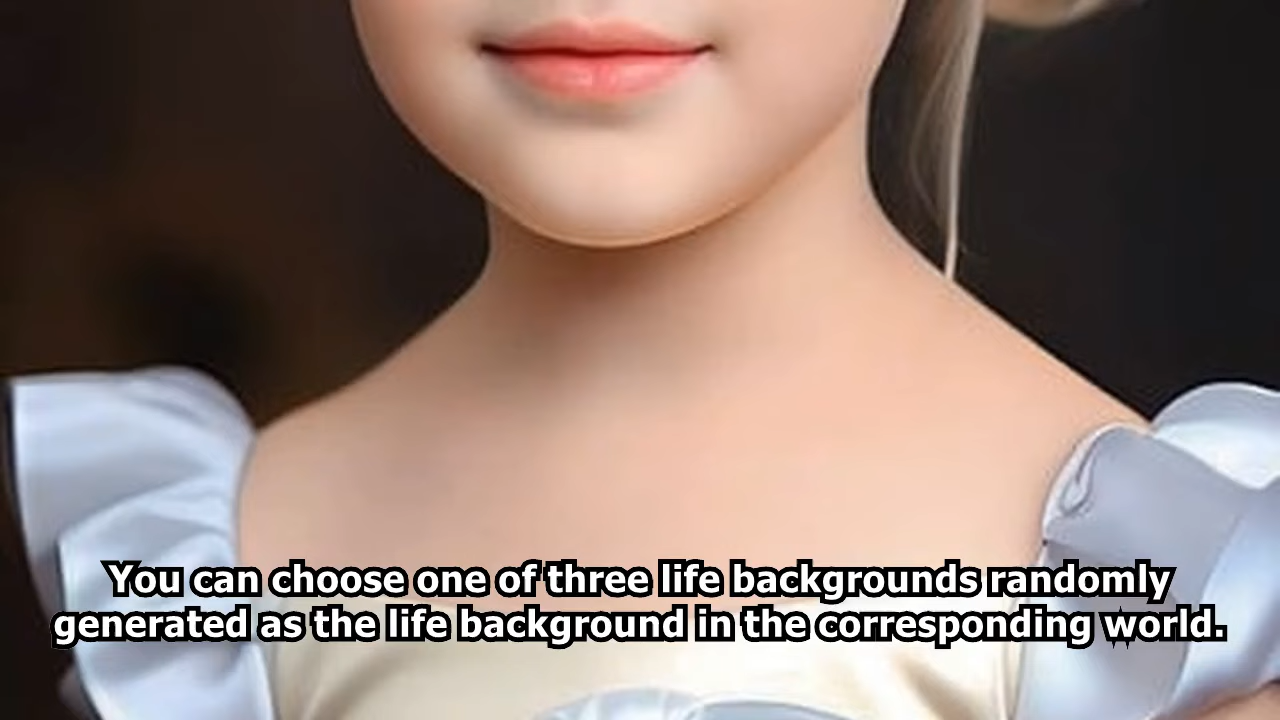 You can choose one of three life backgrounds randomly
generated as the life background in the corresponding world.